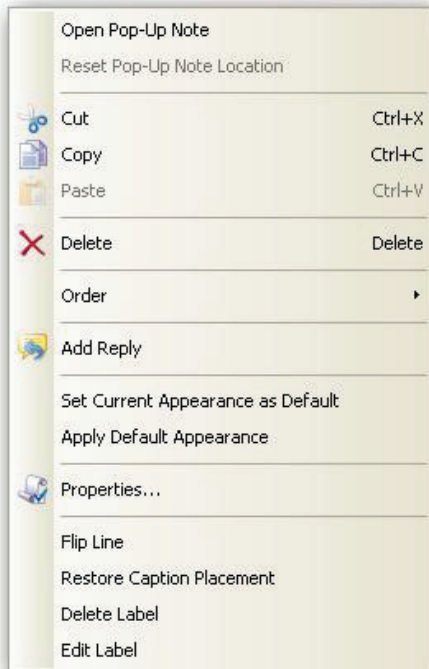 Open Pop-Up Note
Reset Pop-Up Note Location
Cut Ctrl+X
Copy Ctrl+C
Paste Ctrl+V
Delete Delete
Order
Add Reply
Set Current Appearance as Default
Apply Default Appearance
Properties...
Flip Line
Restore Caption Placement
Delete Label
Edit Label